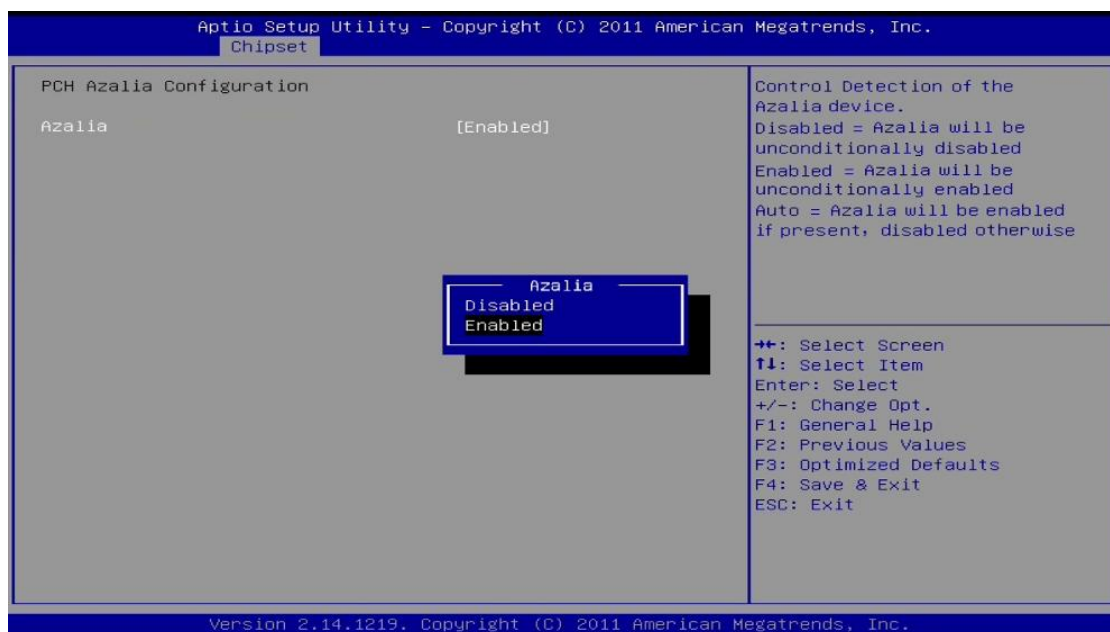 Aptio Setup Utility – Copyright (C) 2011 American Megatrends, Inc.
Chipset
PCH Azalia Configuration
Azalia [Enabled]
Control Detection of the
Azalia device.
Disabled = Azalia will be
unconditionally disabled
Enabled = Azalia will be
unconditionally enabled
Auto = Azalia will be enabled
if present, disabled otherwise
Azalia
Disabled
Enabled
→←: Select Screen
↑↓: Select Item
Enter: Select
+/-: Change Opt.
F1: General Help
F2: Previous Values
F3: Optimized Defaults
F4: Save & Exit
ESC: Exit
Version 2.14.1219. Copyright (C) 2011 American Megatrends, Inc.